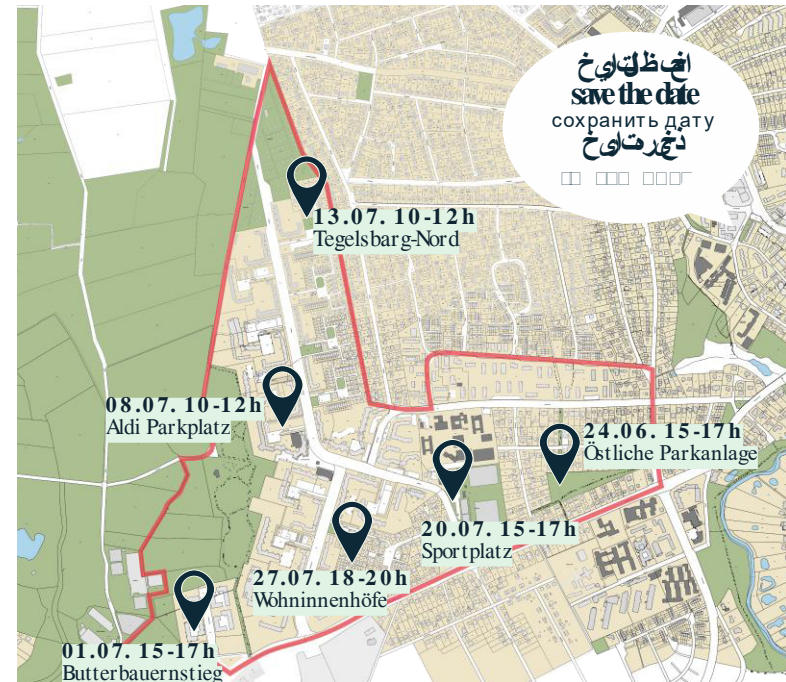 save the date
сохранить дату
13.07. 10-12h
Tegelsbarg-Nord
08.07. 10-12h
Aldi Parkplatz
24.06. 15-17h
Östliche Parkanlage
20.07. 15-17h
Sportplatz
27.07. 18-20h
Wohninnenhöfe
01.07. 15-17h
Butterbauernstieg